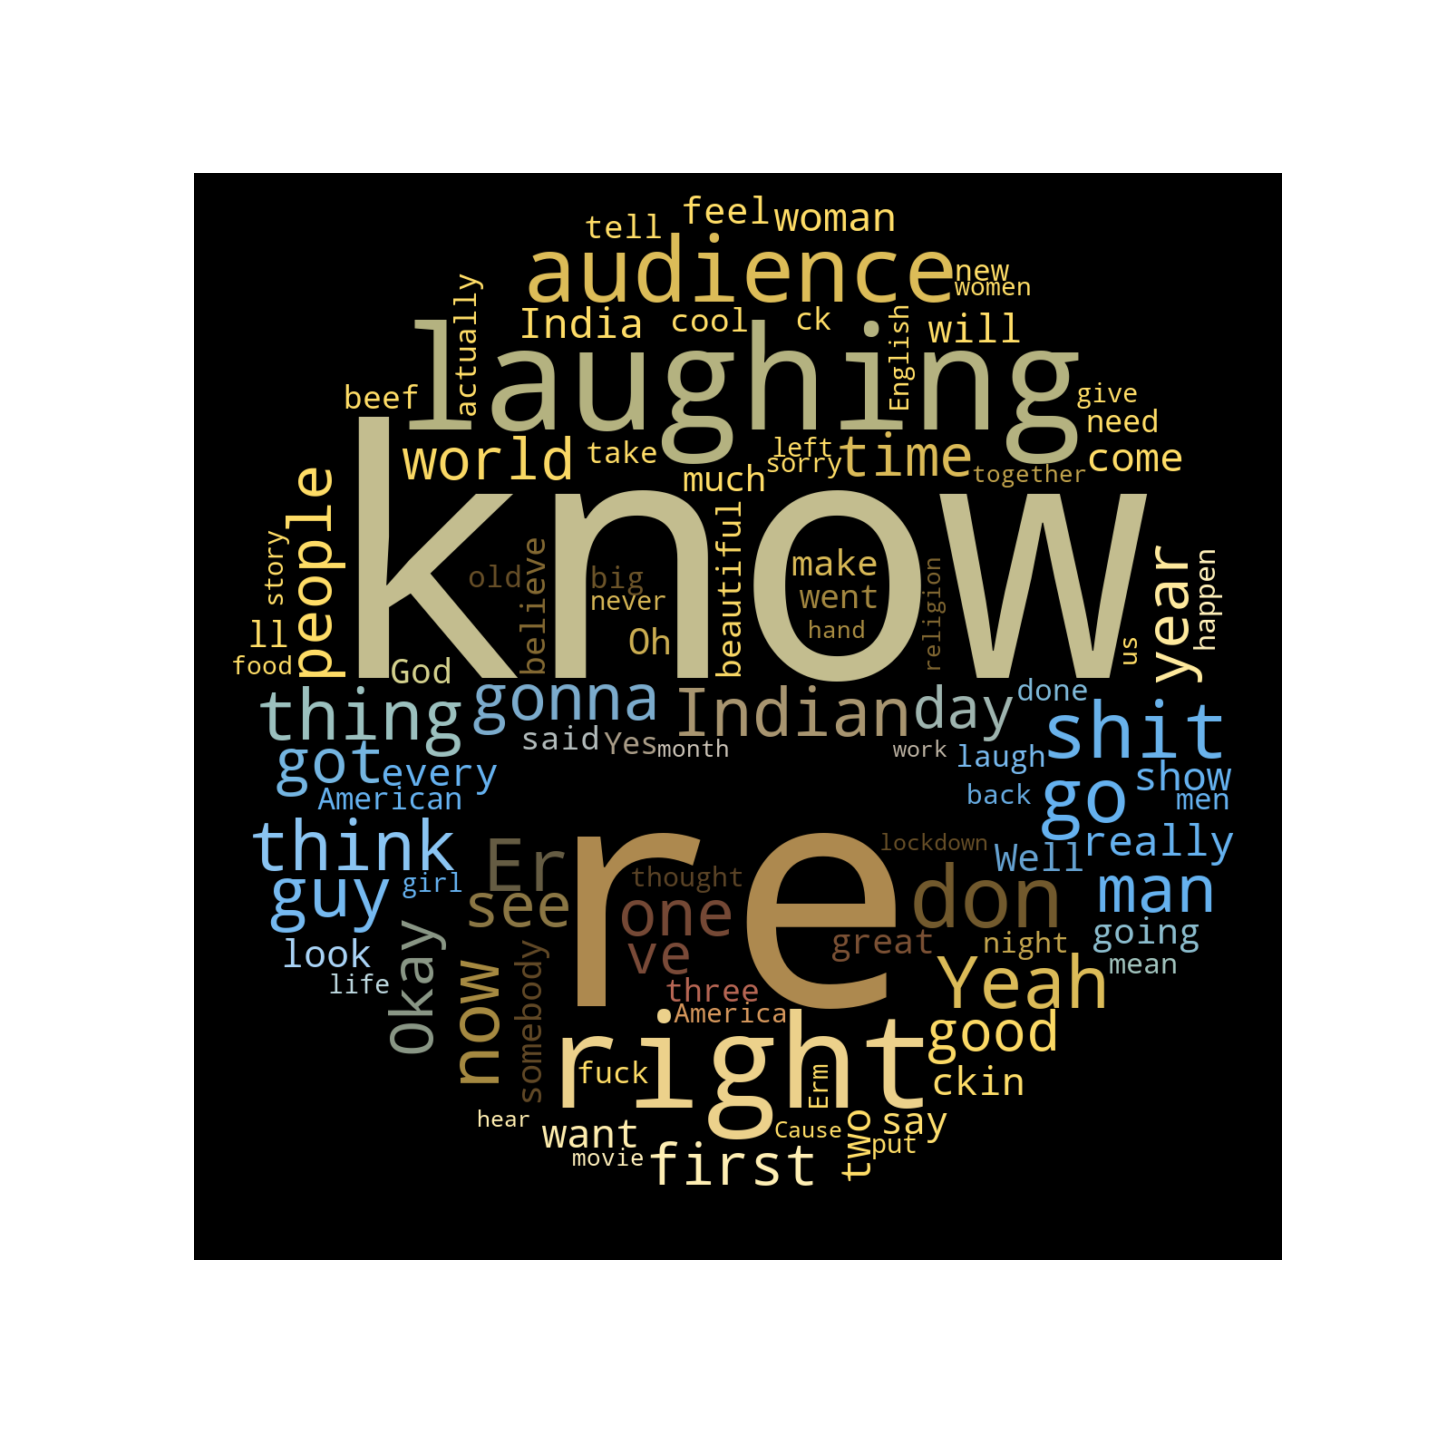 feel woman
tell
audience new
women
actually
India cool ck English will
laughing
beef give
need
know
world take left time come
sorry together
much
people
story
old believe big beautiful make religion year happen
never went
ll Oh hand us
food God
thing gonna Indian day done
shit
said Yes month work laugh
got every show
American back go men
think Er re lockdown Well really
guy girl thought don man
see one
look ve great night going
life Okay now somebody three Yeah mean
America
right good
fuck Erm ckin
hear want Cause two say
movie first put